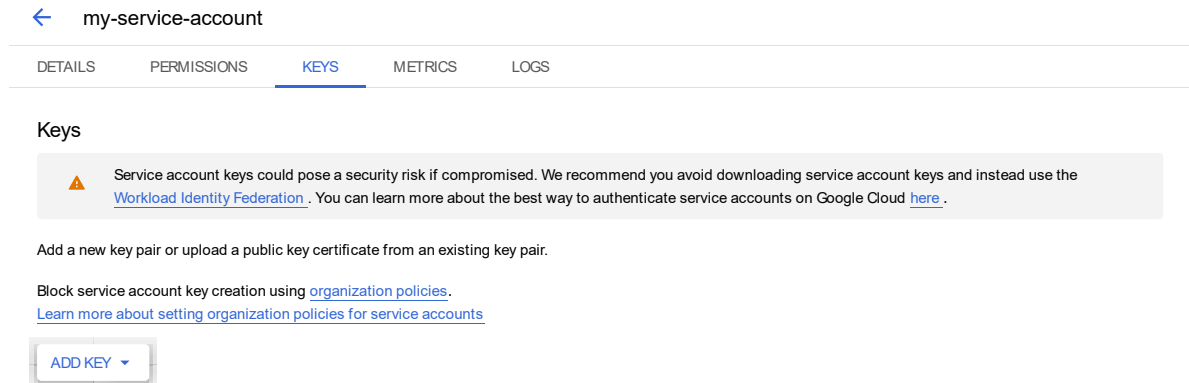 my-service-account
DETAILS PERMISSIONS KEYS METRICS LOGS
Keys
Service account keys could pose a security risk if compromised. We recommend you avoid downloading service account keys and instead use the
Workload Identity Federation . You can learn more about the best way to authenticate service accounts on Google Cloud here .
Add a new key pair or upload a public key certificate from an existing key pair.
Block service account key creation using organization policies.
Learn more about setting organization policies for service accounts
ADD KEY